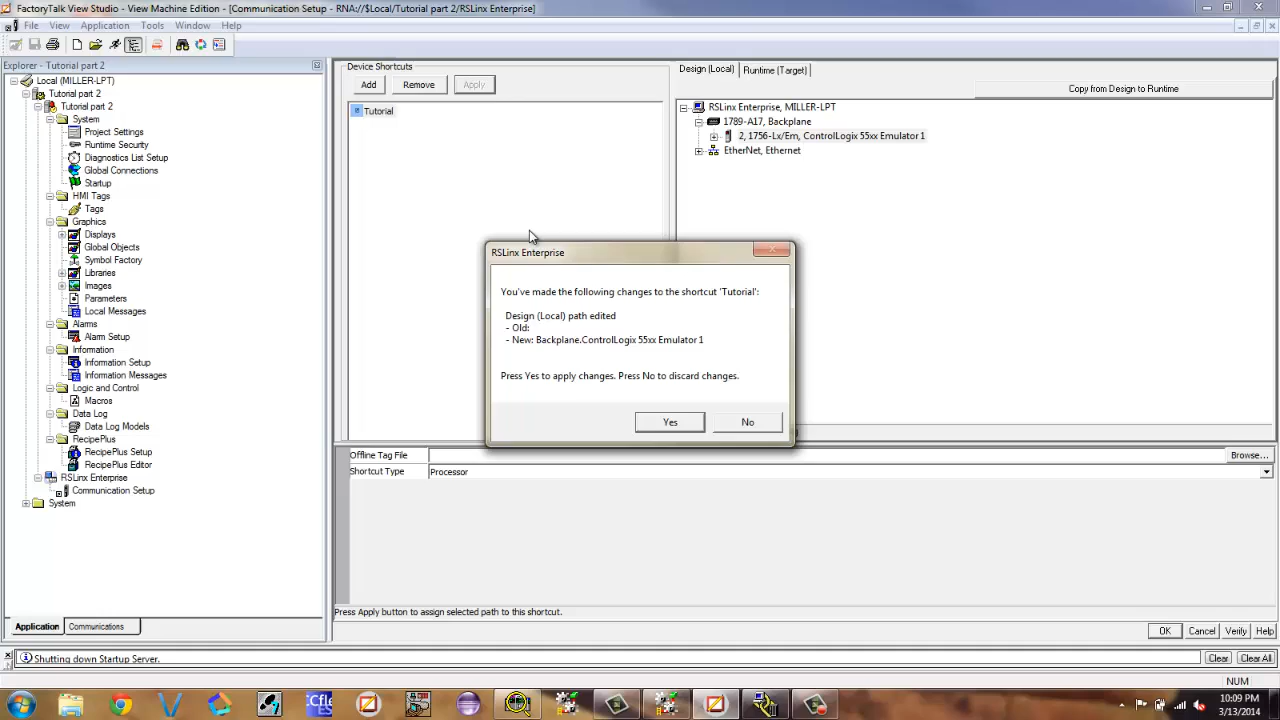 FactoryTalk View Studio - View Machine Edition - [Communication Setup - RNA://$Local/Tutorial part 2/RSLinx Enterprise]
File View Application Tools Window Help
Explorer - Tutorial part 2
Local (MILLER-LPT)
Tutorial part 2
Tutorial part 2
System
Project Settings
Runtime Security
Diagnostics List Setup
Global Connections
Startup
HMI Tags
Tags
Graphics
Displays
Global Objects
Symbol Factory
Libraries
Images
Parameters
Local Messages
Alarms
Alarm Setup
Information
Information Setup
Information Messages
Logic and Control
Macros
Data Log
Data Log Models
RecipePlus
RecipePlus Setup
RecipePlus Editor
RSLinx Enterprise
Communication Setup
System
Application Communications
Device Shortcuts
Add Remove Apply
Tutorial
Design (Local) Runtime (Target)
Copy from Design to Runtime
RSLinx Enterprise, MILLER-LPT
1789-A17, Backplane
2, 1756-Lx/Em, ControlLogix 55xx Emulator 1
EtherNet, Ethernet
RSLinx Enterprise
You've made the following changes to the shortcut 'Tutorial':
Design (Local) path edited
- Old:
- New: Backplane.ControlLogix 55xx Emulator 1
Press Yes to apply changes. Press No to discard changes.
Yes No
Offline Tag File Browse...
Shortcut Type Processor
Press Apply button to assign selected path to this shortcut.
OK Cancel Verify Help
Shutting down Startup Server. Clear Clear All
NUM
10:09 PM
3/13/2014